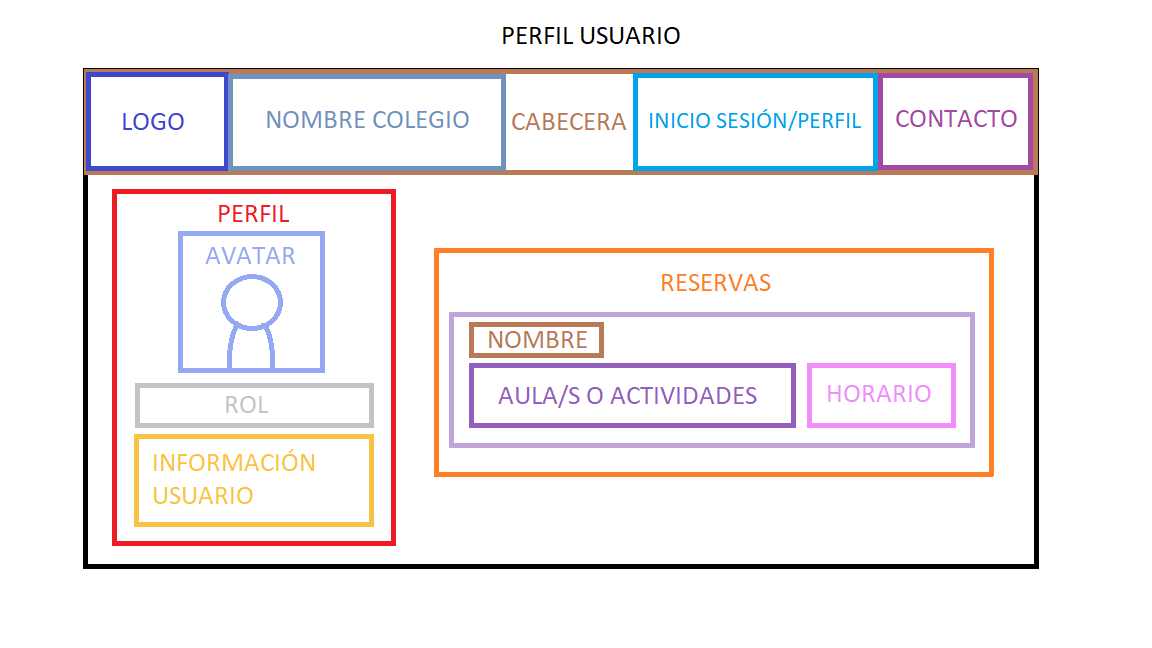 PERFIL USUARIO
LOGO
NOMBRE COLEGIO
CABECERA
INICIO SESIÓN/PERFIL
CONTACTO
PERFIL
AVATAR
ROL
INFORMACIÓN
USUARIO
RESERVAS
NOMBRE
AULA/S O ACTIVIDADES
HORARIO